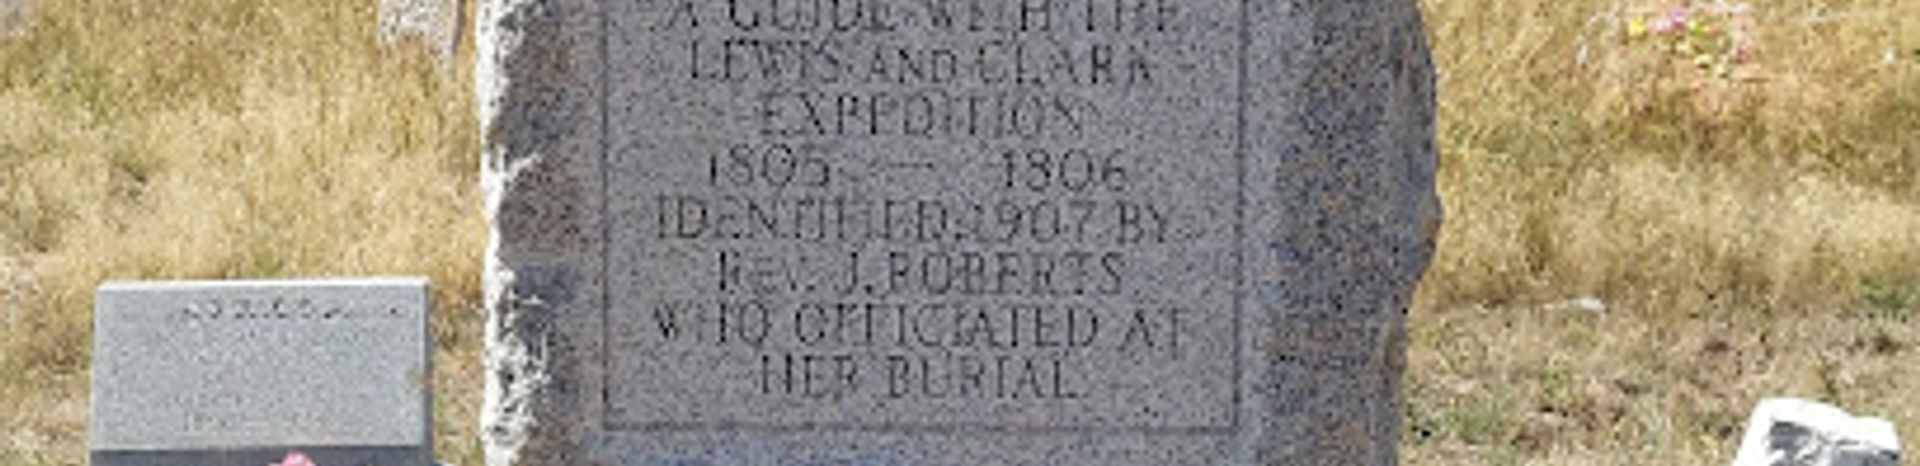 A GUIDE WITH THE
LEWIS AND CLARK
EXPEDITION
1805 — 1806
IDENTIFIED, 1907 BY
REV. J. ROBERTS
WHO OFFICIATED AT
HER BURIAL